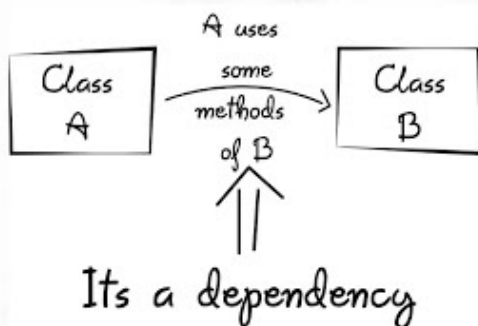 A uses
Class
some
Class
A
methods
B
of B
Its a dependency